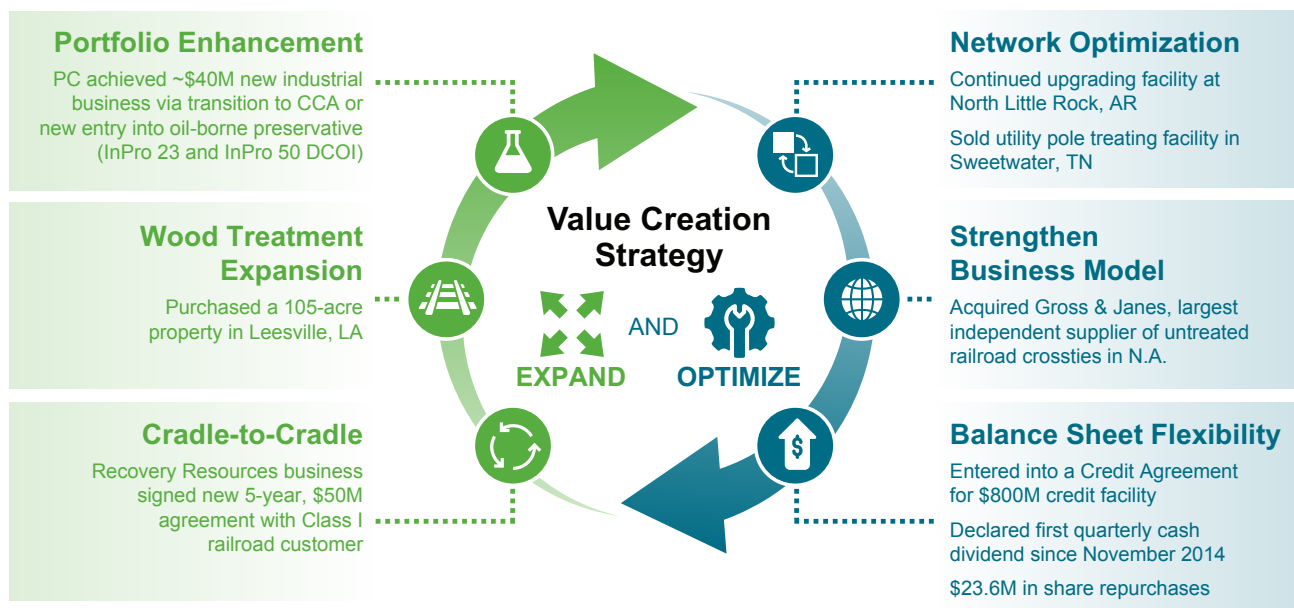 Portfolio Enhancement
PC achieved ~$40M new industrial
business via transition to CCA or
new entry into oil-borne preservative
(InPro 23 and InPro 50 DCOI)
Wood Treatment
Expansion
Purchased a 105-acre
property in Leesville, LA
Cradle-to-Cradle
Recovery Resources business
signed new 5-year, $50M
agreement with Class I
railroad customer
Value Creation
Strategy
EXPAND
AND
OPTIMIZE
$
Network Optimization
Continued upgrading facility at
North Little Rock, AR
Sold utility pole treating facility in
Sweetwater, TN
Strengthen
Business Model
Acquired Gross & Janes, largest
independent supplier of untreated
railroad crossties in N.A.
Balance Sheet Flexibility
Entered into a Credit Agreement
for $800M credit facility
Declared first quarterly cash
dividend since November 2014
$23.6M in share repurchases